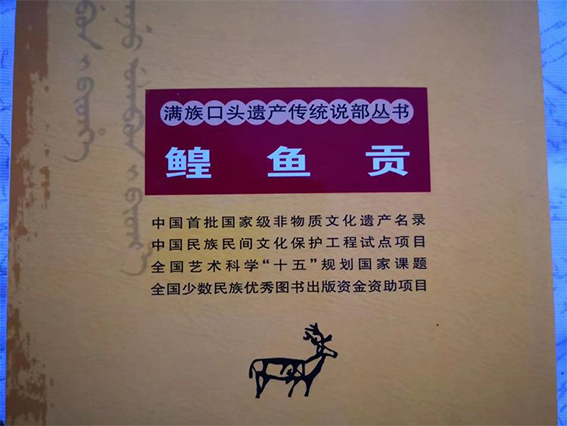 满族口头遗产传统说部丛书
鳇鱼贡
中国首批国家级非物质文化遗产名录
中国民族民间文化保护工程试点项目
全国艺术科学“十五”规划国家课题
全国少数民族优秀图书出版资金资助项目